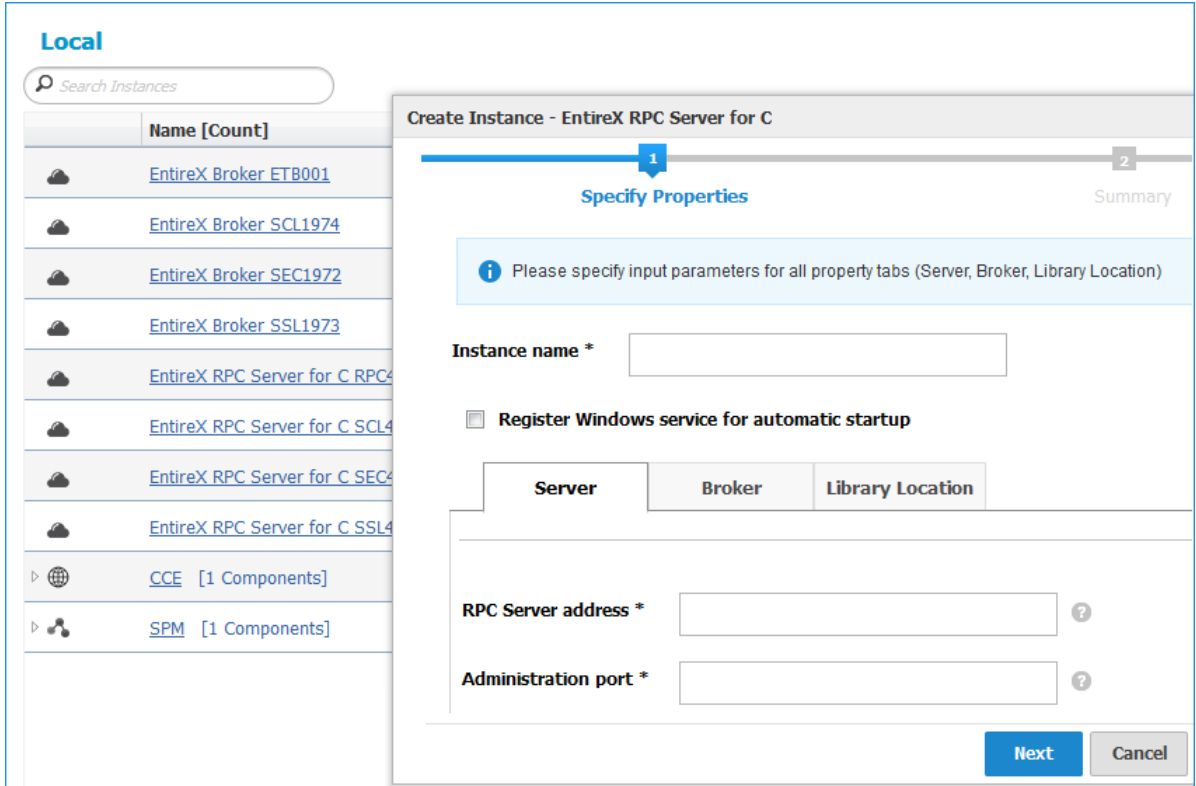 Local
Search Instances
Name [Count]
EntireX Broker ETB001
EntireX Broker SCL1974
EntireX Broker SEC1972
EntireX Broker SSL1973
EntireX RPC Server for C RPC4
EntireX RPC Server for C SCL4
EntireX RPC Server for C SEC4
EntireX RPC Server for C SSL4
CCE [1 Components]
SPM [1 Components]
Create Instance - EntireX RPC Server for C
1 2
Specify Properties Summary
Please specify input parameters for all property tabs (Server, Broker, Library Location)
Instance name *
Register Windows service for automatic startup
Server Broker Library Location
RPC Server address * ?
Administration port * ?
Next Cancel